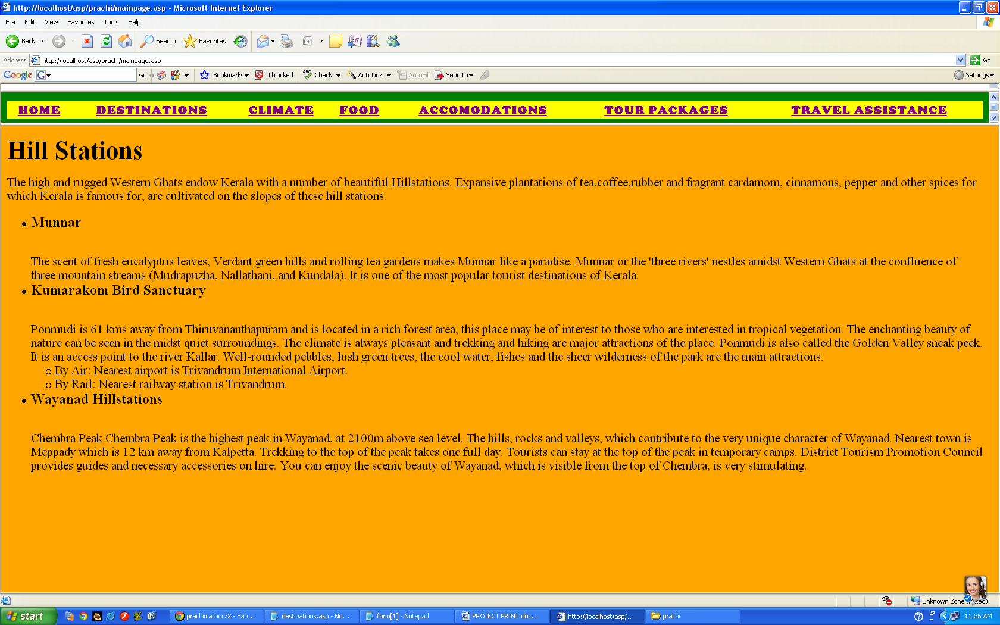 http://localhost/asp/prachi/mainpage.asp - Microsoft Internet Explorer
File Edit View Favorites Tools Help
Back Search Favorites
Address http://localhost/asp/prachi/mainpage.asp Go
Google G Go Bookmarks 0 blocked ABC Check AutoLink AutoFill Send to Settings
HOME DESTINATIONS CLIMATE FOOD ACCOMODATIONS TOUR PACKAGES TRAVEL ASSISTANCE
Hill Stations
The high and rugged Western Ghats endow Kerala with a number of beautiful Hillstations. Expansive plantations of tea,coffee,rubber and fragrant cardamom, cinnamons, pepper and other spices for
which Kerala is famous for, are cultivated on the slopes of these hill stations.
Munnar
The scent of fresh eucalyptus leaves, Verdant green hills and rolling tea gardens makes Munnar like a paradise. Munnar or the 'three rivers' nestles amidst Western Ghats at the confluence of
three mountain streams (Mudrapuzha, Nallathani, and Kundala). It is one of the most popular tourist destinations of Kerala.
Kumarakom Bird Sanctuary
Ponmudi is 61 kms away from Thiruvananthapuram and is located in a rich forest area, this place may be of interest to those who are interested in tropical vegetation. The enchanting beauty of
nature can be seen in the midst quiet surroundings. The climate is always pleasant and trekking and hiking are major attractions of the place. Ponmudi is also called the Golden Valley sneak peek.
It is an access point to the river Kallar. Well-rounded pebbles, lush green trees, the cool water, fishes and the sheer wilderness of the park are the main attractions.
By Air: Nearest airport is Trivandrum International Airport.
By Rail: Nearest railway station is Trivandrum.
Wayanad Hillstations
Chembra Peak Chembra Peak is the highest peak in Wayanad, at 2100m above sea level. The hills, rocks and valleys, which contribute to the very unique character of Wayanad. Nearest town is
Meppady which is 12 km away from Kalpetta. Trekking to the top of the peak takes one full day. Tourists can stay at the top of the peak in temporary camps. District Tourism Promotion Council
provides guides and necessary accessories on hire. You can enjoy the scenic beauty of Wayanad, which is visible from the top of Chembra, is very stimulating.
Unknown Zone (Mixed)
start prachimathur72 - Yah... destinations.asp - No... form[1] - Notepad PROJECT PRINT.doc... http://localhost/asp/... prachi 11:25 AM